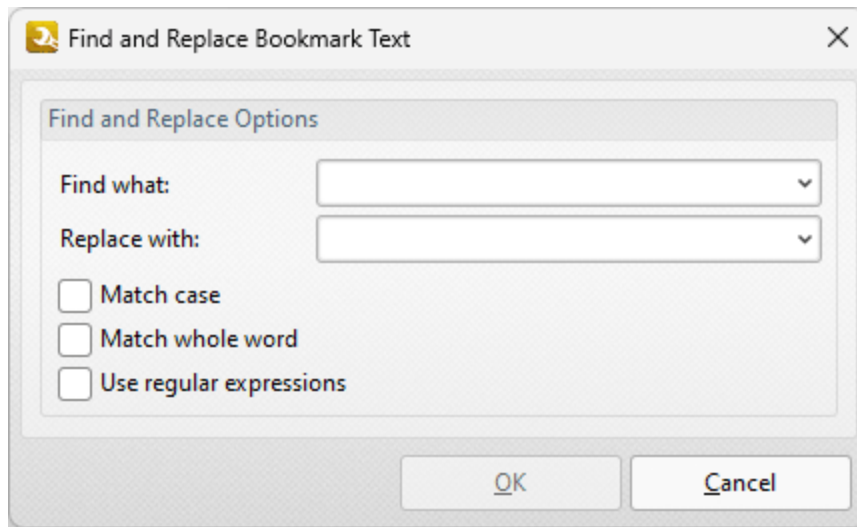 Find and Replace Bookmark Text
Find and Replace Options
Find what:
Replace with:
Match case
Match whole word
Use regular expressions
OK
Cancel